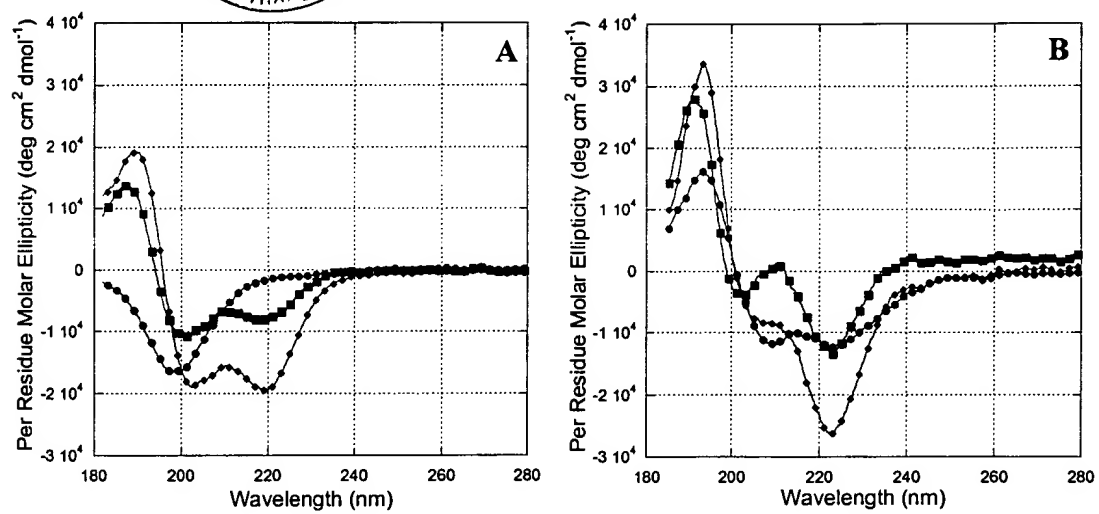 A
Per Residue Molar Ellipticity (deg cm² dmol⁻¹)
4 10⁴
3 10⁴
2 10⁴
1 10⁴
0
-1 10⁴
-2 10⁴
-3 10⁴
180 200 220 240 260 280
Wavelength (nm)
B
Per Residue Molar Ellipticity (deg cm² dmol⁻¹)
4 10⁴
3 10⁴
2 10⁴
1 10⁴
0
-1 10⁴
-2 10⁴
-3 10⁴
180 200 220 240 260 280
Wavelength (nm)